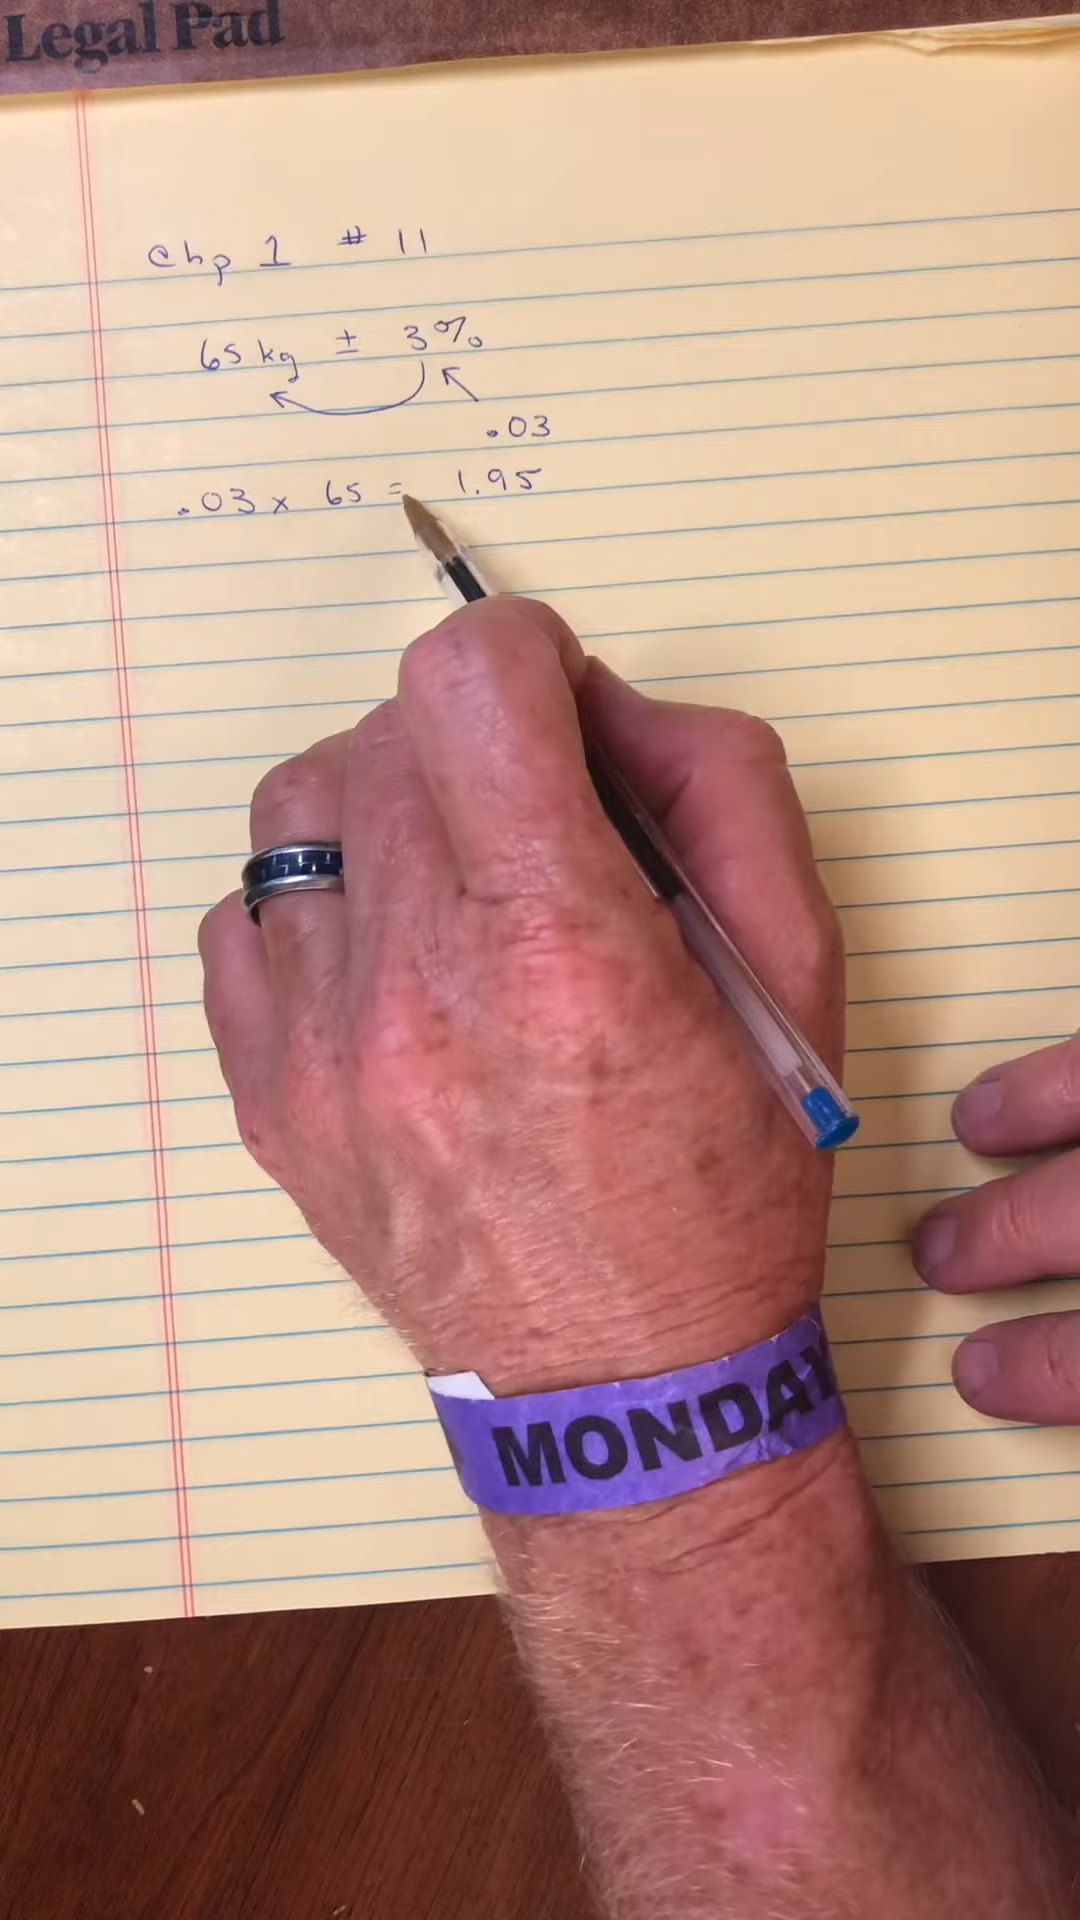 Legal Pad
Chp 1 # 11
65 kg ± 3%
.03
.03 x 65 = 1.95
MONDAY